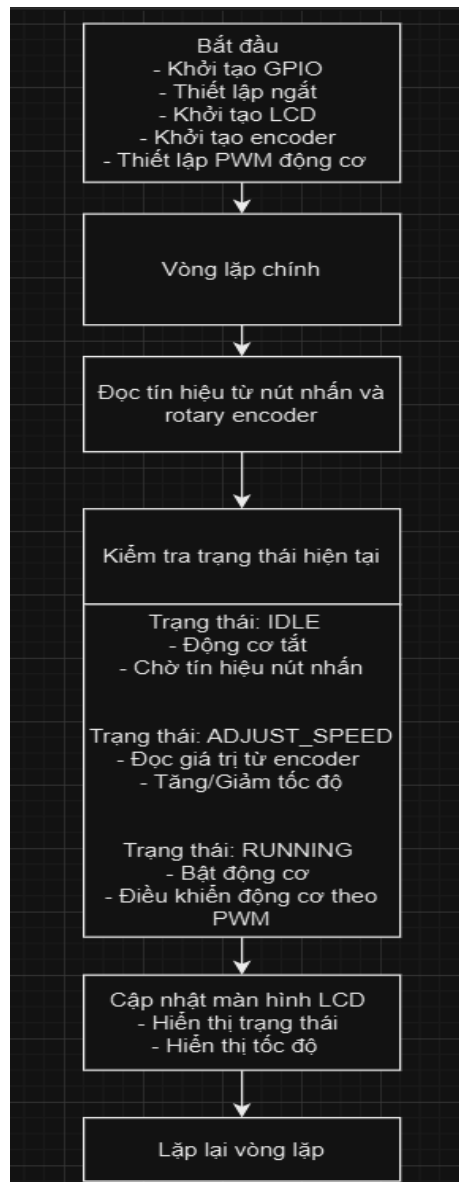 Bắt đầu
- Khởi tạo GPIO
- Thiết lập ngắt
- Khởi tạo LCD
- Khởi tạo encoder
- Thiết lập PWM động cơ
Vòng lặp chính
Đọc tín hiệu từ nút nhấn và
rotary encoder
Kiểm tra trạng thái hiện tại
Trạng thái: IDLE
- Động cơ tắt
- Chờ tín hiệu nút nhấn
Trạng thái: ADJUST_SPEED
- Đọc giá trị từ encoder
- Tăng/Giảm tốc độ
Trạng thái: RUNNING
- Bật động cơ
- Điều khiển động cơ theo
PWM
Cập nhật màn hình LCD
- Hiển thị trạng thái
- Hiển thị tốc độ
Lặp lại vòng lặp